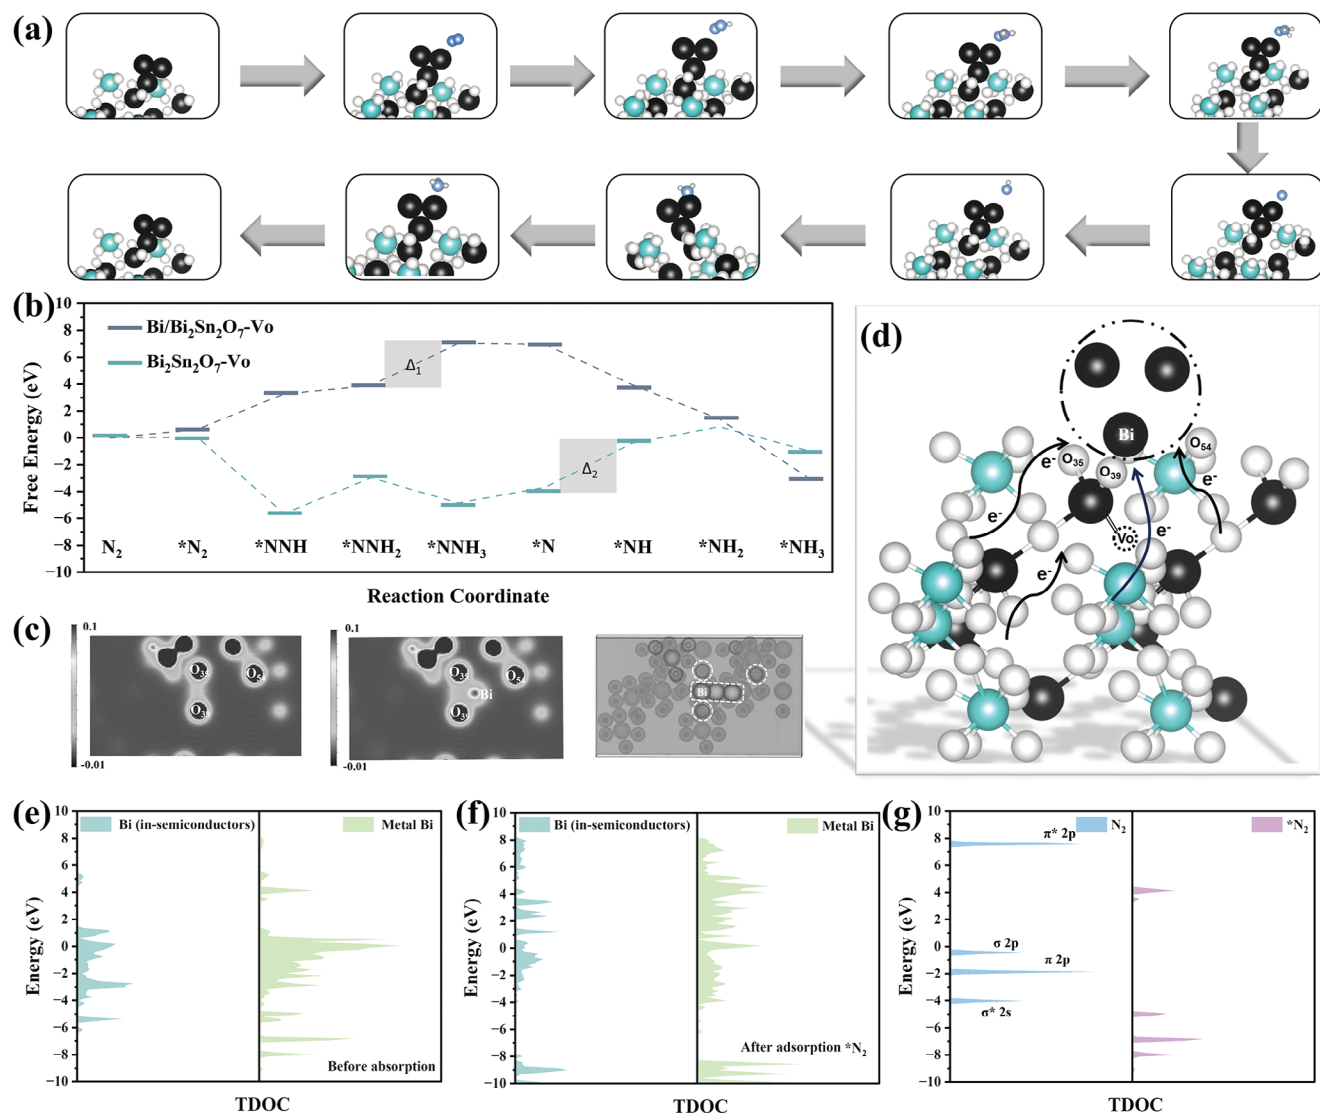 (a)
(b)
10
8
6
4
2
0
−2
−4
−6
−8
−10
Free Energy (eV)
Bi/Bi₂Sn₂O₇-Vo
Bi₂Sn₂O₇-Vo
Δ₁
Δ₂
N₂ *N₂ *NNH *NNH₂ *NNH₃ *N *NH *NH₂ *NH₃
Reaction Coordinate
(c)
0.1
-0.01
O₃₅
0.1
-0.01
O₃₅
Bi
Bi
(d)
Bi
O₃₅
O₃₉
O₅₄
e⁻
e⁻
e⁻
e⁻
e⁻
Vo
(e)
10
8
6
4
2
0
−2
−4
−6
−8
−10
Energy (eV)
Bi (in-semiconductors)
Metal Bi
Before absorption
TDOC
(f)
10
8
6
4
2
0
−2
−4
−6
−8
−10
Energy (eV)
Bi (in-semiconductors)
Metal Bi
After adsorption *N₂
TDOC
(g)
10
8
6
4
2
0
−2
−4
−6
−8
−10
Energy (eV)
π* 2p
N₂
*N₂
σ 2p
π 2p
σ* 2s
TDOC